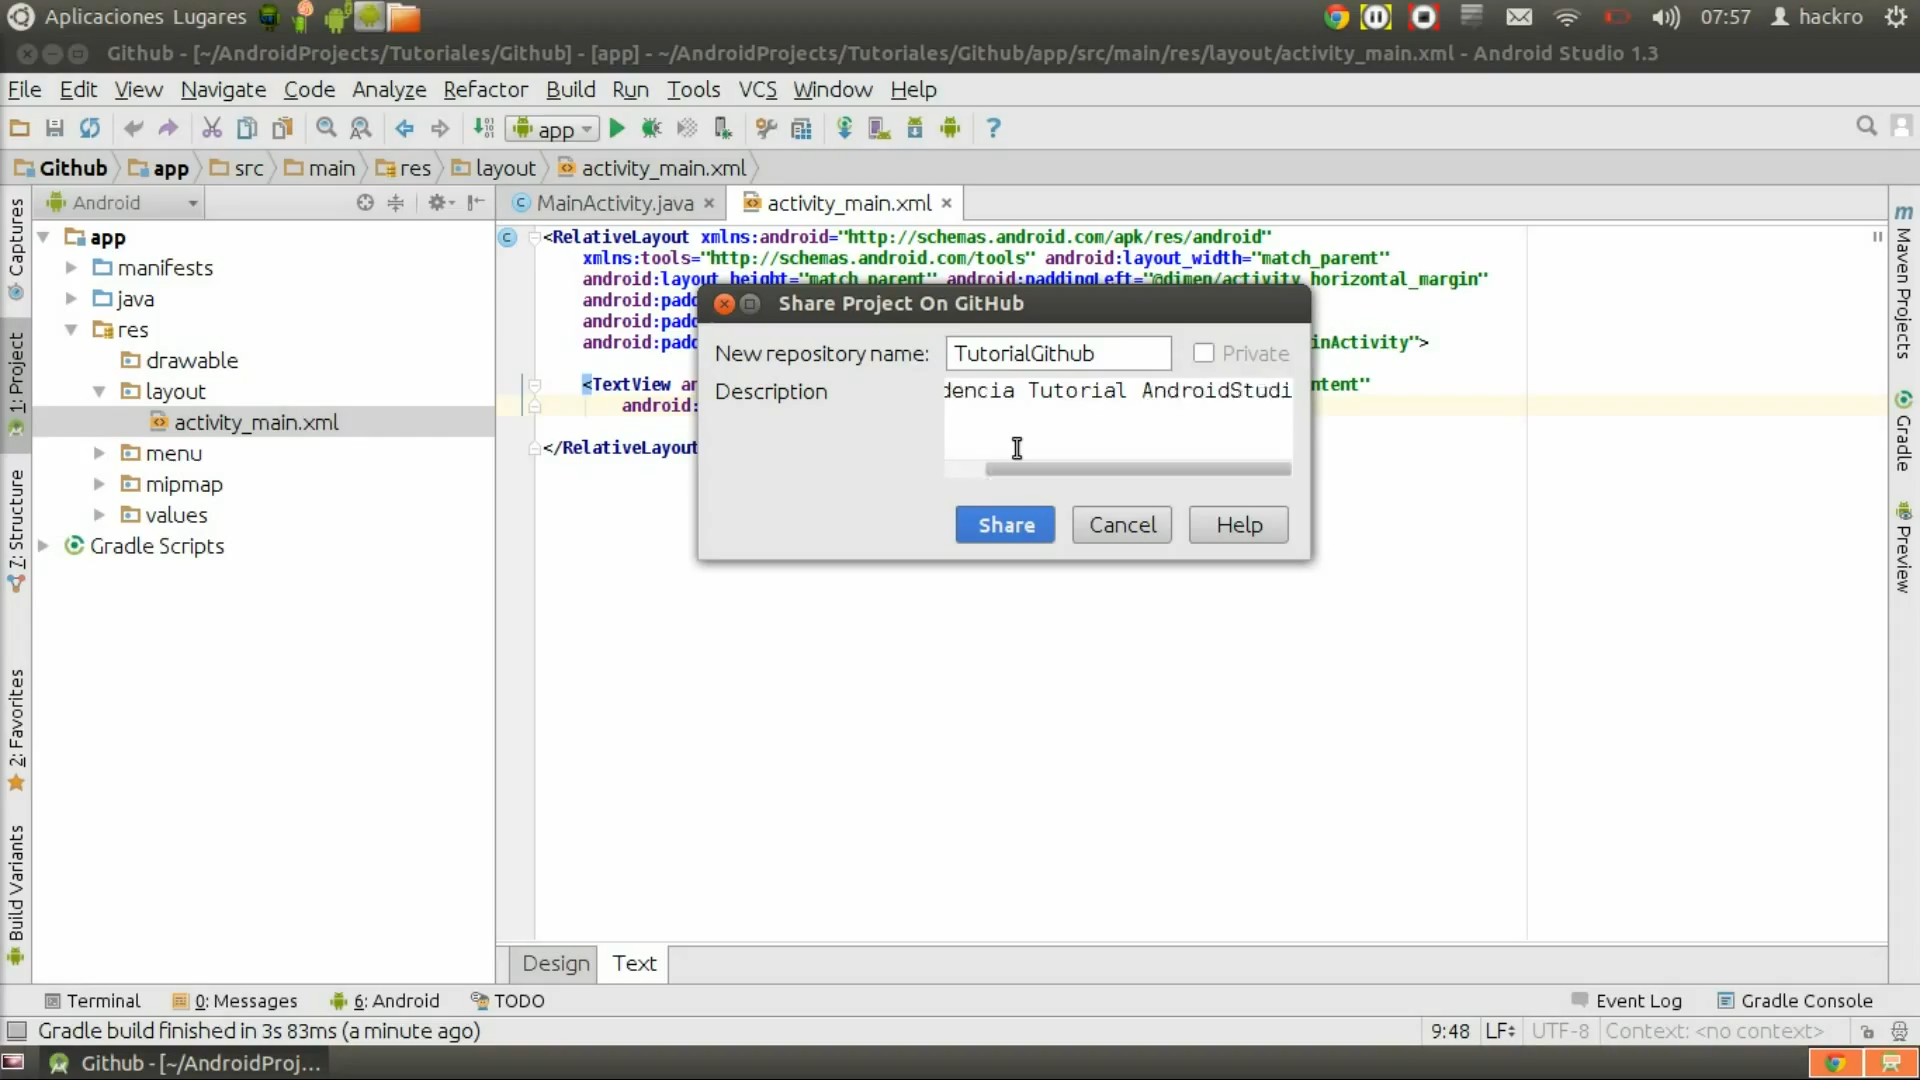 Aplicaciones Lugares
07:57 hackro
Github - [~/AndroidProjects/Tutoriales/Github] - [app] - ~/AndroidProjects/Tutoriales/Github/app/src/main/res/layout/activity_main.xml - Android Studio 1.3
File Edit View Navigate Code Analyze Refactor Build Run Tools VCS Window Help
app
Github app src main res layout activity_main.xml
Android
MainActivity.java activity_main.xml
app
manifests
java
res
drawable
layout
activity_main.xml
menu
mipmap
values
Gradle Scripts
Captures
1: Project
7: Structure
2: Favorites
Build Variants
<RelativeLayout xmlns:android="http://schemas.android.com/apk/res/android"
xmlns:tools="http://schemas.android.com/tools" android:layout_width="match_parent"
android:layout_height="match_parent" android:paddingLeft="@dimen/activity_horizontal_margin"
android:padd
android:padd
android:padd inActivity">
<TextView an ntent"
android:
</RelativeLayout
Share Project On GitHub
New repository name: TutorialGithub Private
Description dencia Tutorial AndroidStudi
Share Cancel Help
m
Maven Projects
Gradle
Preview
Design Text
Terminal 0: Messages 6: Android TODO Event Log Gradle Console
Gradle build finished in 3s 83ms (a minute ago) 9:48 LF UTF-8 Context: <no context>
Github - [~/AndroidProj...